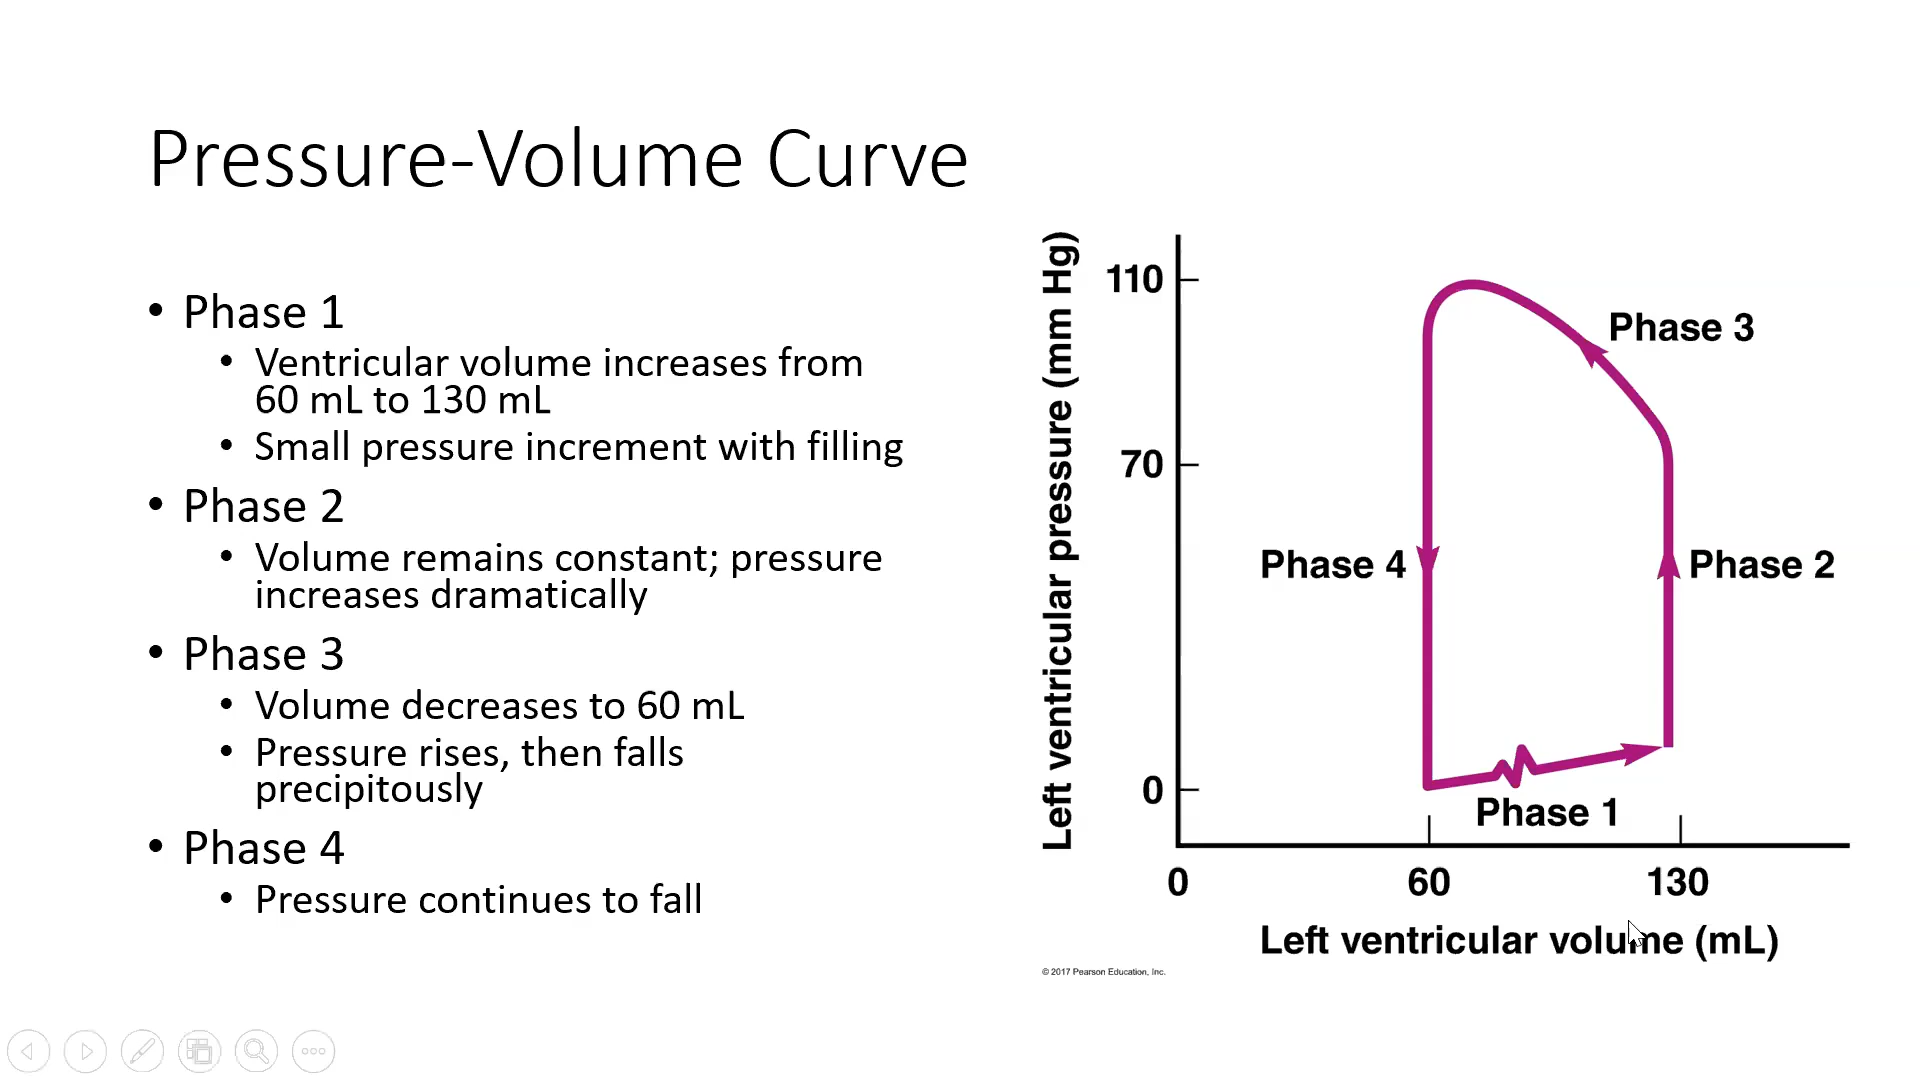 Pressure-Volume Curve
• Phase 1
• Ventricular volume increases from
60 mL to 130 mL
• Small pressure increment with filling
• Phase 2
• Volume remains constant; pressure
increases dramatically
• Phase 3
• Volume decreases to 60 mL
• Pressure rises, then falls
precipitously
• Phase 4
• Pressure continues to fall
Left ventricular pressure (mm Hg)
110
70
0
Phase 3
Phase 4
Phase 2
Phase 1
0 60 130
Left ventricular volume (mL)
© 2017 Pearson Education, Inc.